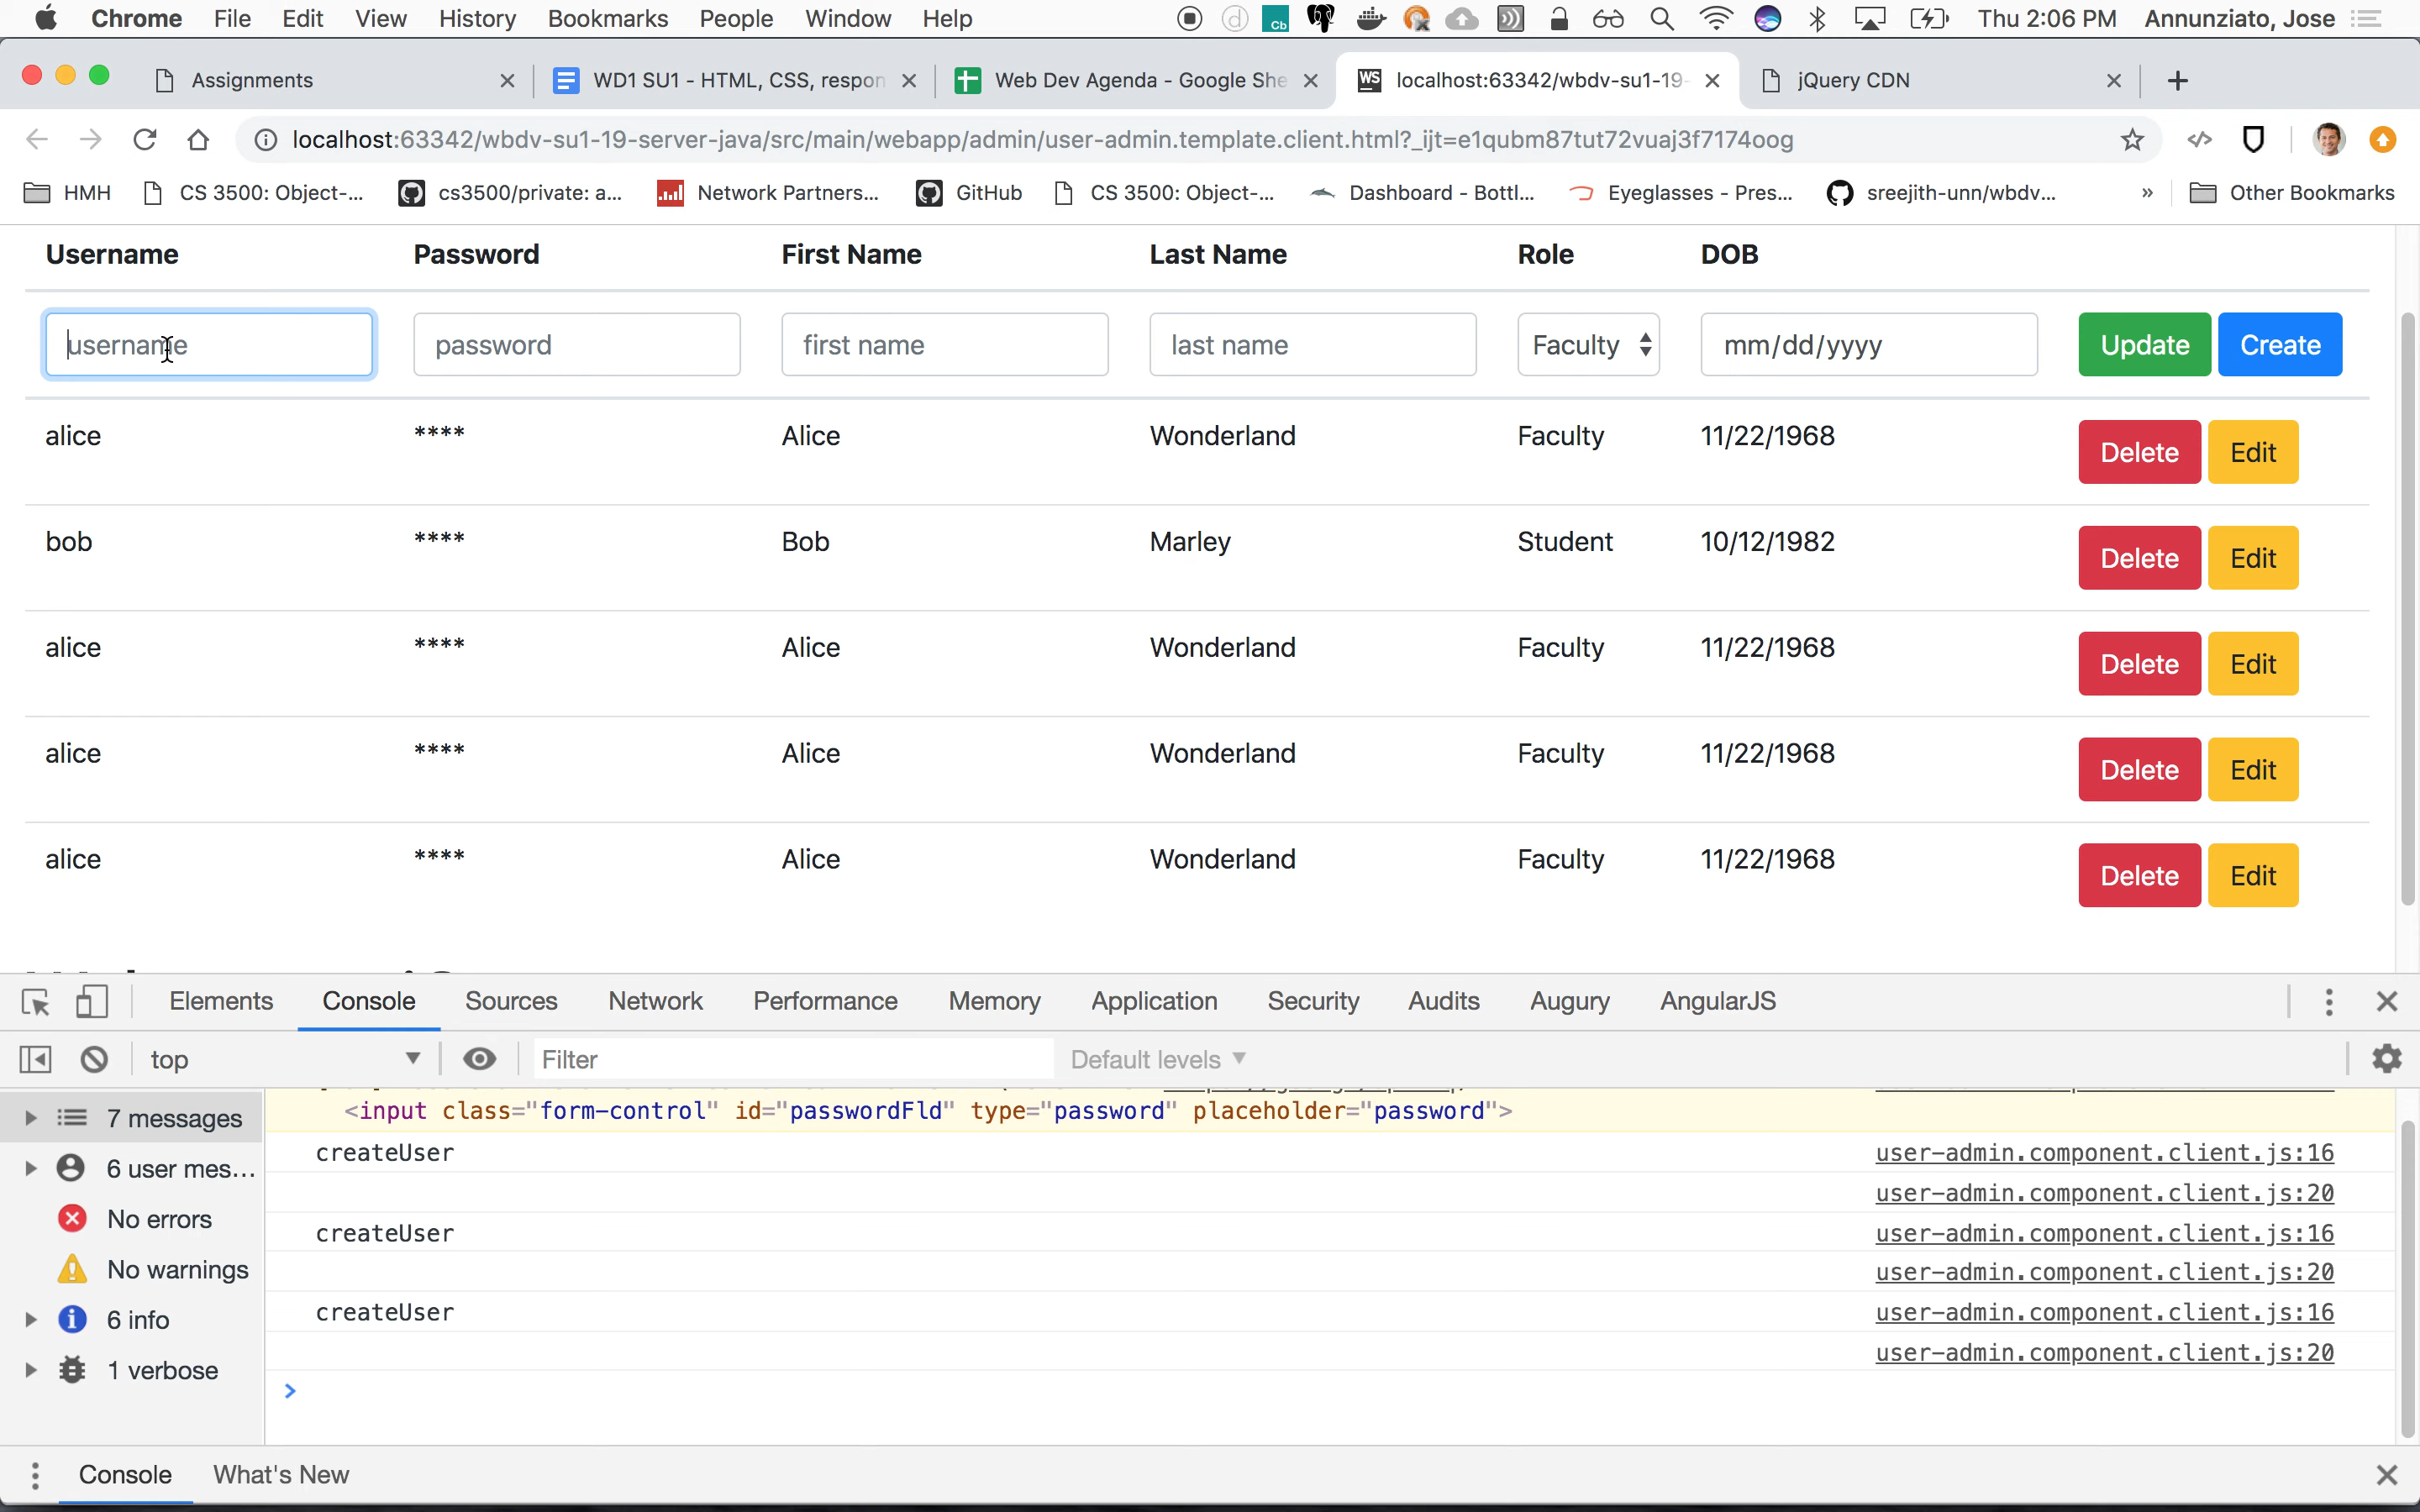 Chrome File Edit View History Bookmarks People Window Help Cb Thu 2:06 PM Annunziato, Jose
Assignments WD1 SU1 - HTML, CSS, respon Web Dev Agenda - Google She WS localhost:63342/wbdv-su1-19- jQuery CDN
localhost:63342/wbdv-su1-19-server-java/src/main/webapp/admin/user-admin.template.client.html?_ijt=e1qubm87tut72vuaj3f7174oog
HMH CS 3500: Object-... cs3500/private: a... Network Partners... GitHub CS 3500: Object-... Dashboard - Bottl... Eyeglasses - Pres... sreejith-unn/wbdv... » Other Bookmarks
Username Password First Name Last Name Role DOB
username password first name last name Faculty mm/dd/yyyy Update Create
alice **** Alice Wonderland Faculty 11/22/1968 Delete Edit
bob **** Bob Marley Student 10/12/1982 Delete Edit
alice **** Alice Wonderland Faculty 11/22/1968 Delete Edit
alice **** Alice Wonderland Faculty 11/22/1968 Delete Edit
alice **** Alice Wonderland Faculty 11/22/1968 Delete Edit
Elements Console Sources Network Performance Memory Application Security Audits Augury AngularJS
top Filter Default levels
7 messages
6 user mes...
No errors
No warnings
6 info
1 verbose
<input class="form-control" id="passwordFld" type="password" placeholder="password">
createUser user-admin.component.client.js:16
user-admin.component.client.js:20
createUser user-admin.component.client.js:16
user-admin.component.client.js:20
createUser user-admin.component.client.js:16
user-admin.component.client.js:20
>
Console What's New